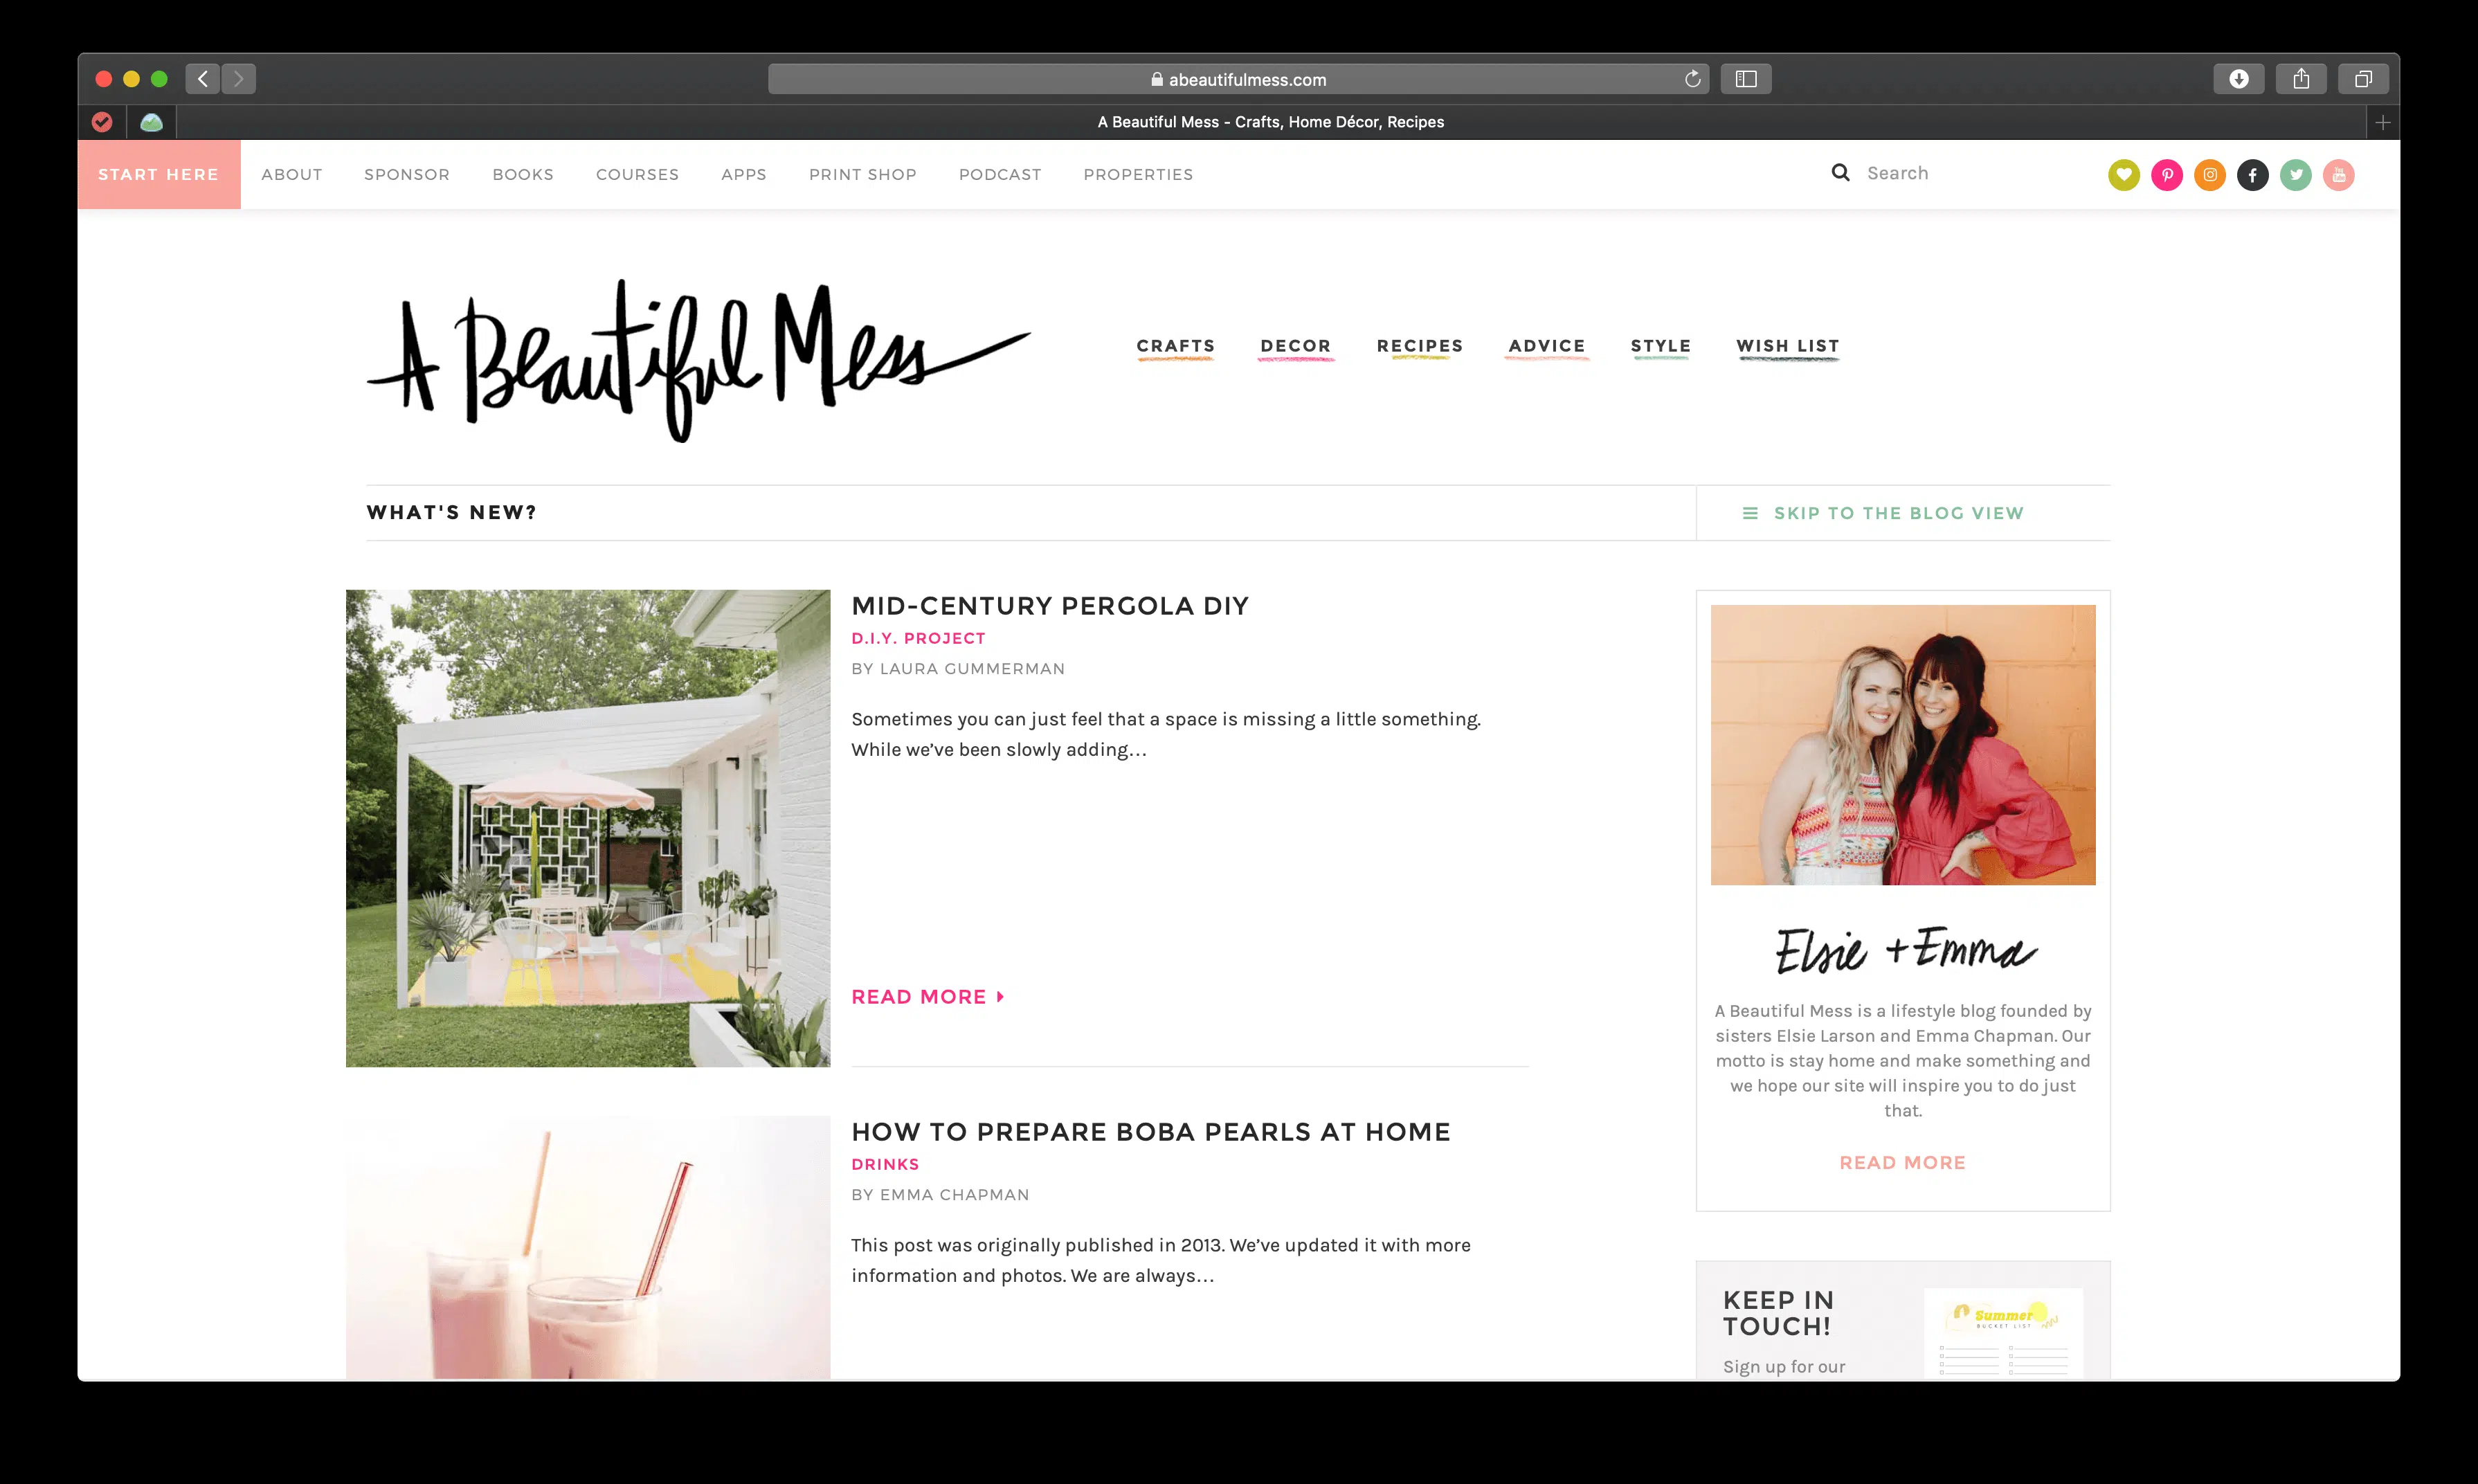 abeautifulmess.com
A Beautiful Mess - Crafts, Home Décor, Recipes
START HERE
ABOUT
SPONSOR
BOOKS
COURSES
APPS
PRINT SHOP
PODCAST
PROPERTIES
Search
A Beautiful Mess
CRAFTS
DECOR
RECIPES
ADVICE
STYLE
WISH LIST
WHAT'S NEW?
SKIP TO THE BLOG VIEW
MID-CENTURY PERGOLA DIY
D.I.Y. PROJECT
BY LAURA GUMMERMAN
Sometimes you can just feel that a space is missing a little something.
While we’ve been slowly adding…
READ MORE
HOW TO PREPARE BOBA PEARLS AT HOME
DRINKS
BY EMMA CHAPMAN
This post was originally published in 2013. We’ve updated it with more
information and photos. We are always…
Elsie + Emma
A Beautiful Mess is a lifestyle blog founded by
sisters Elsie Larson and Emma Chapman. Our
motto is stay home and make something and
we hope our site will inspire you to do just
that.
READ MORE
KEEP IN
TOUCH!
Sign up for our
Summer
BUCKET LIST